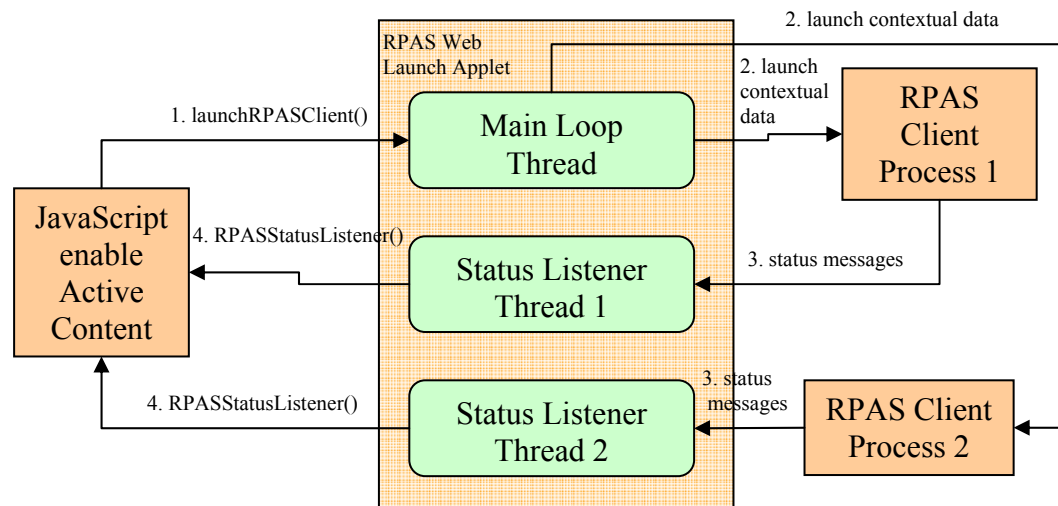 2. launch contextual data
RPAS Web
Launch Applet
2. launch
contextual
data
1. launchRPASClient()
Main Loop
Thread
RPAS
Client
Process 1
JavaScript
enable
Active
Content
4. RPASStatusListener()
Status Listener
Thread 1
3. status messages
4. RPASStatusListener()
Status Listener
Thread 2
3. status
messages
RPAS Client
Process 2